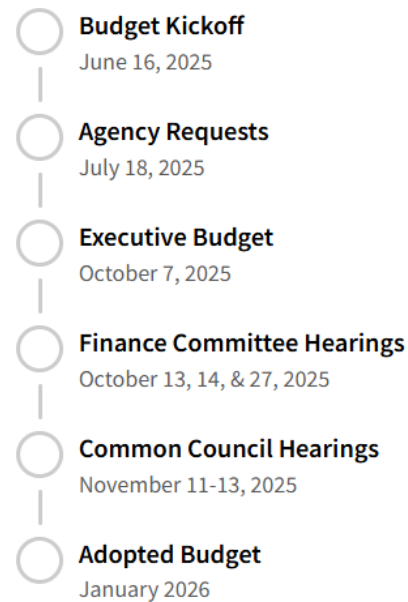 Budget Kickoff
June 16, 2025
Agency Requests
July 18, 2025
Executive Budget
October 7, 2025
Finance Committee Hearings
October 13, 14, & 27, 2025
Common Council Hearings
November 11-13, 2025
Adopted Budget
January 2026